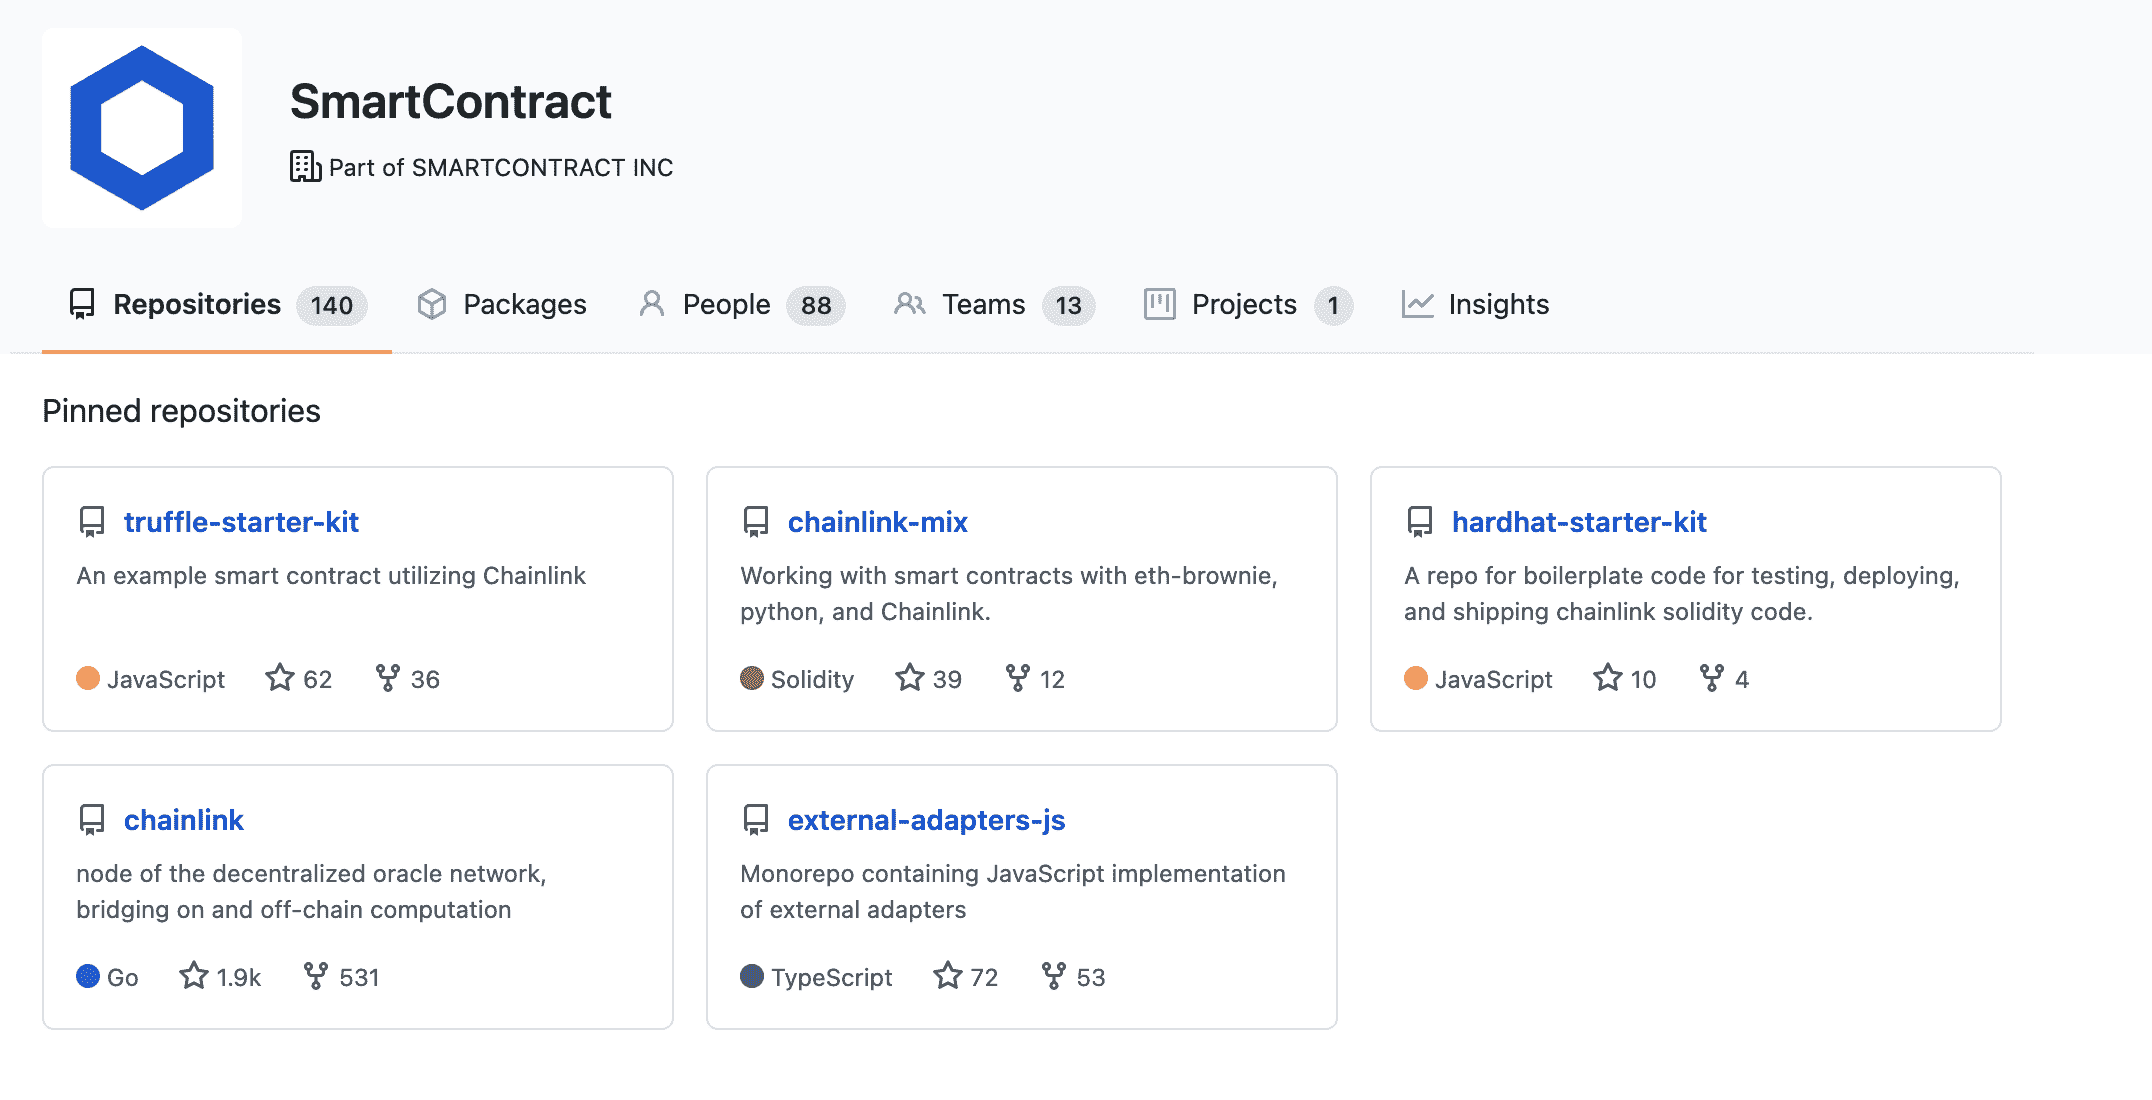 SmartContract
Part of SMARTCONTRACT INC
Repositories 140 Packages People 88 Teams 13 Projects 1 Insights
Pinned repositories
truffle-starter-kit
An example smart contract utilizing Chainlink
JavaScript 62 36
chainlink-mix
Working with smart contracts with eth-brownie,
python, and Chainlink.
Solidity 39 12
hardhat-starter-kit
A repo for boilerplate code for testing, deploying,
and shipping chainlink solidity code.
JavaScript 10 4
chainlink
node of the decentralized oracle network,
bridging on and off-chain computation
Go 1.9k 531
external-adapters-js
Monorepo containing JavaScript implementation
of external adapters
TypeScript 72 53